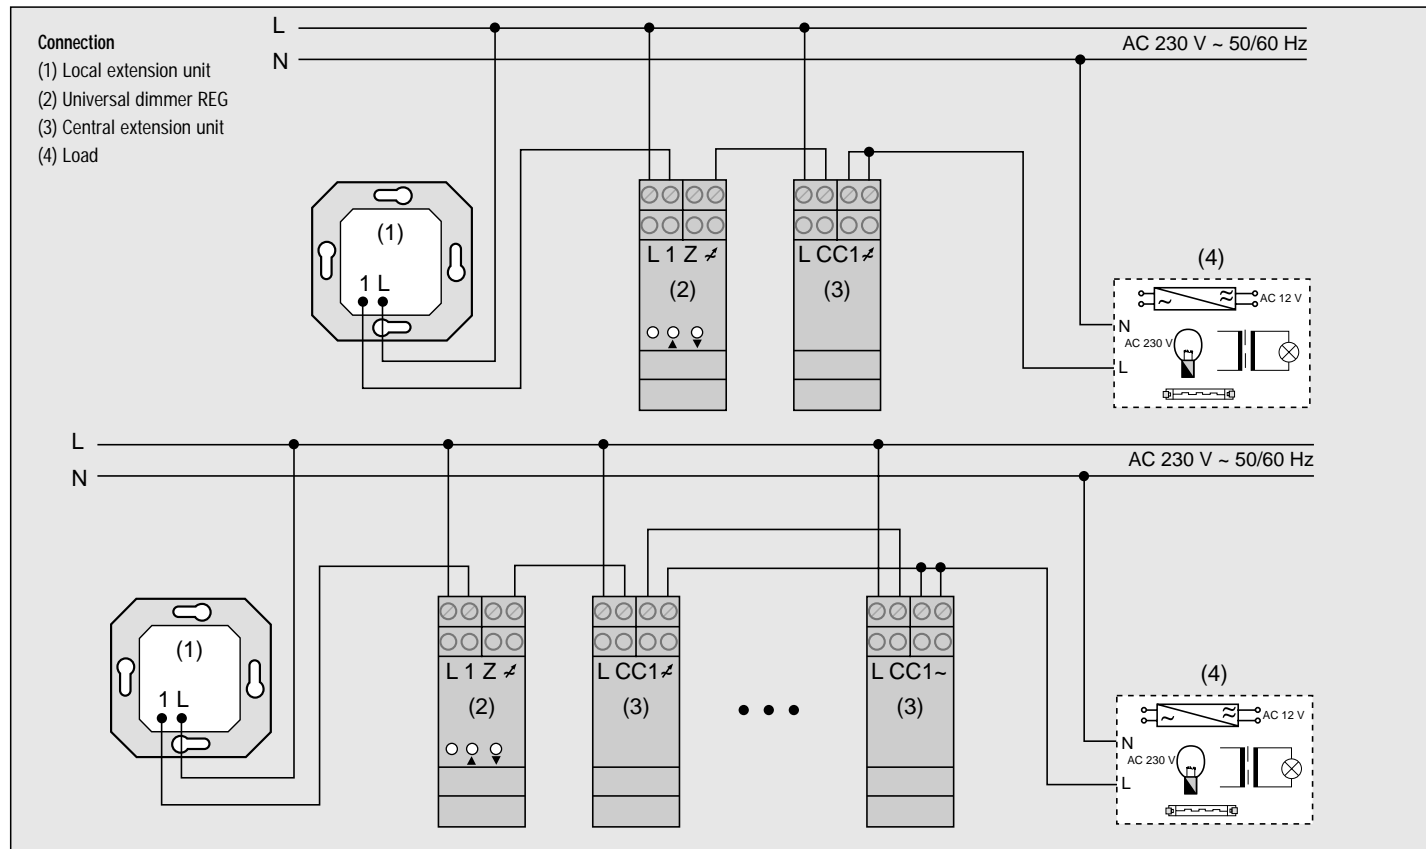 Connection
(1) Local extension unit
(2) Universal dimmer REG
(3) Central extension unit
(4) Load
L
N
AC 230 V ~ 50/60 Hz
(1)
1 L
L 1 Z
(2)
L CC1
(3)
(4)
AC 12 V
N
AC 230 V
L
L
N
AC 230 V ~ 50/60 Hz
(1)
1 L
L 1 Z
(2)
L CC1
(3)
L CC1~
(3)
(4)
AC 12 V
N
AC 230 V
L